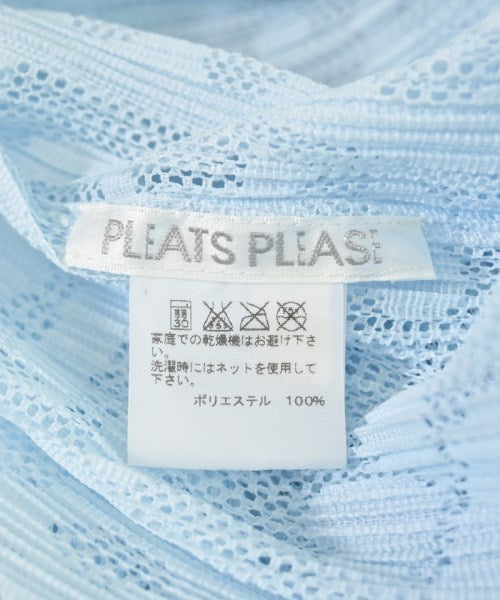 PLEATS PLEASE
30
家庭での乾燥機はお避け下さ
い。
洗濯時にはネットを使用して下
さい。
ポリエステル 100%